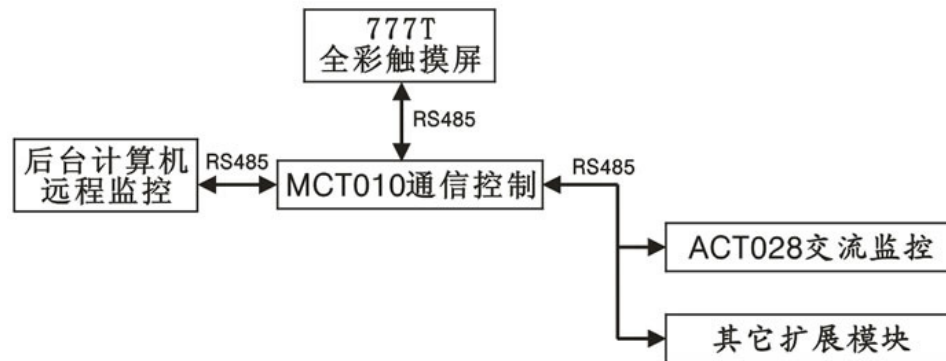 777T
全彩触摸屏
RS485
后台计算机
远程监控
RS485
MCT010通信控制
RS485
ACT028交流监控
其它扩展模块